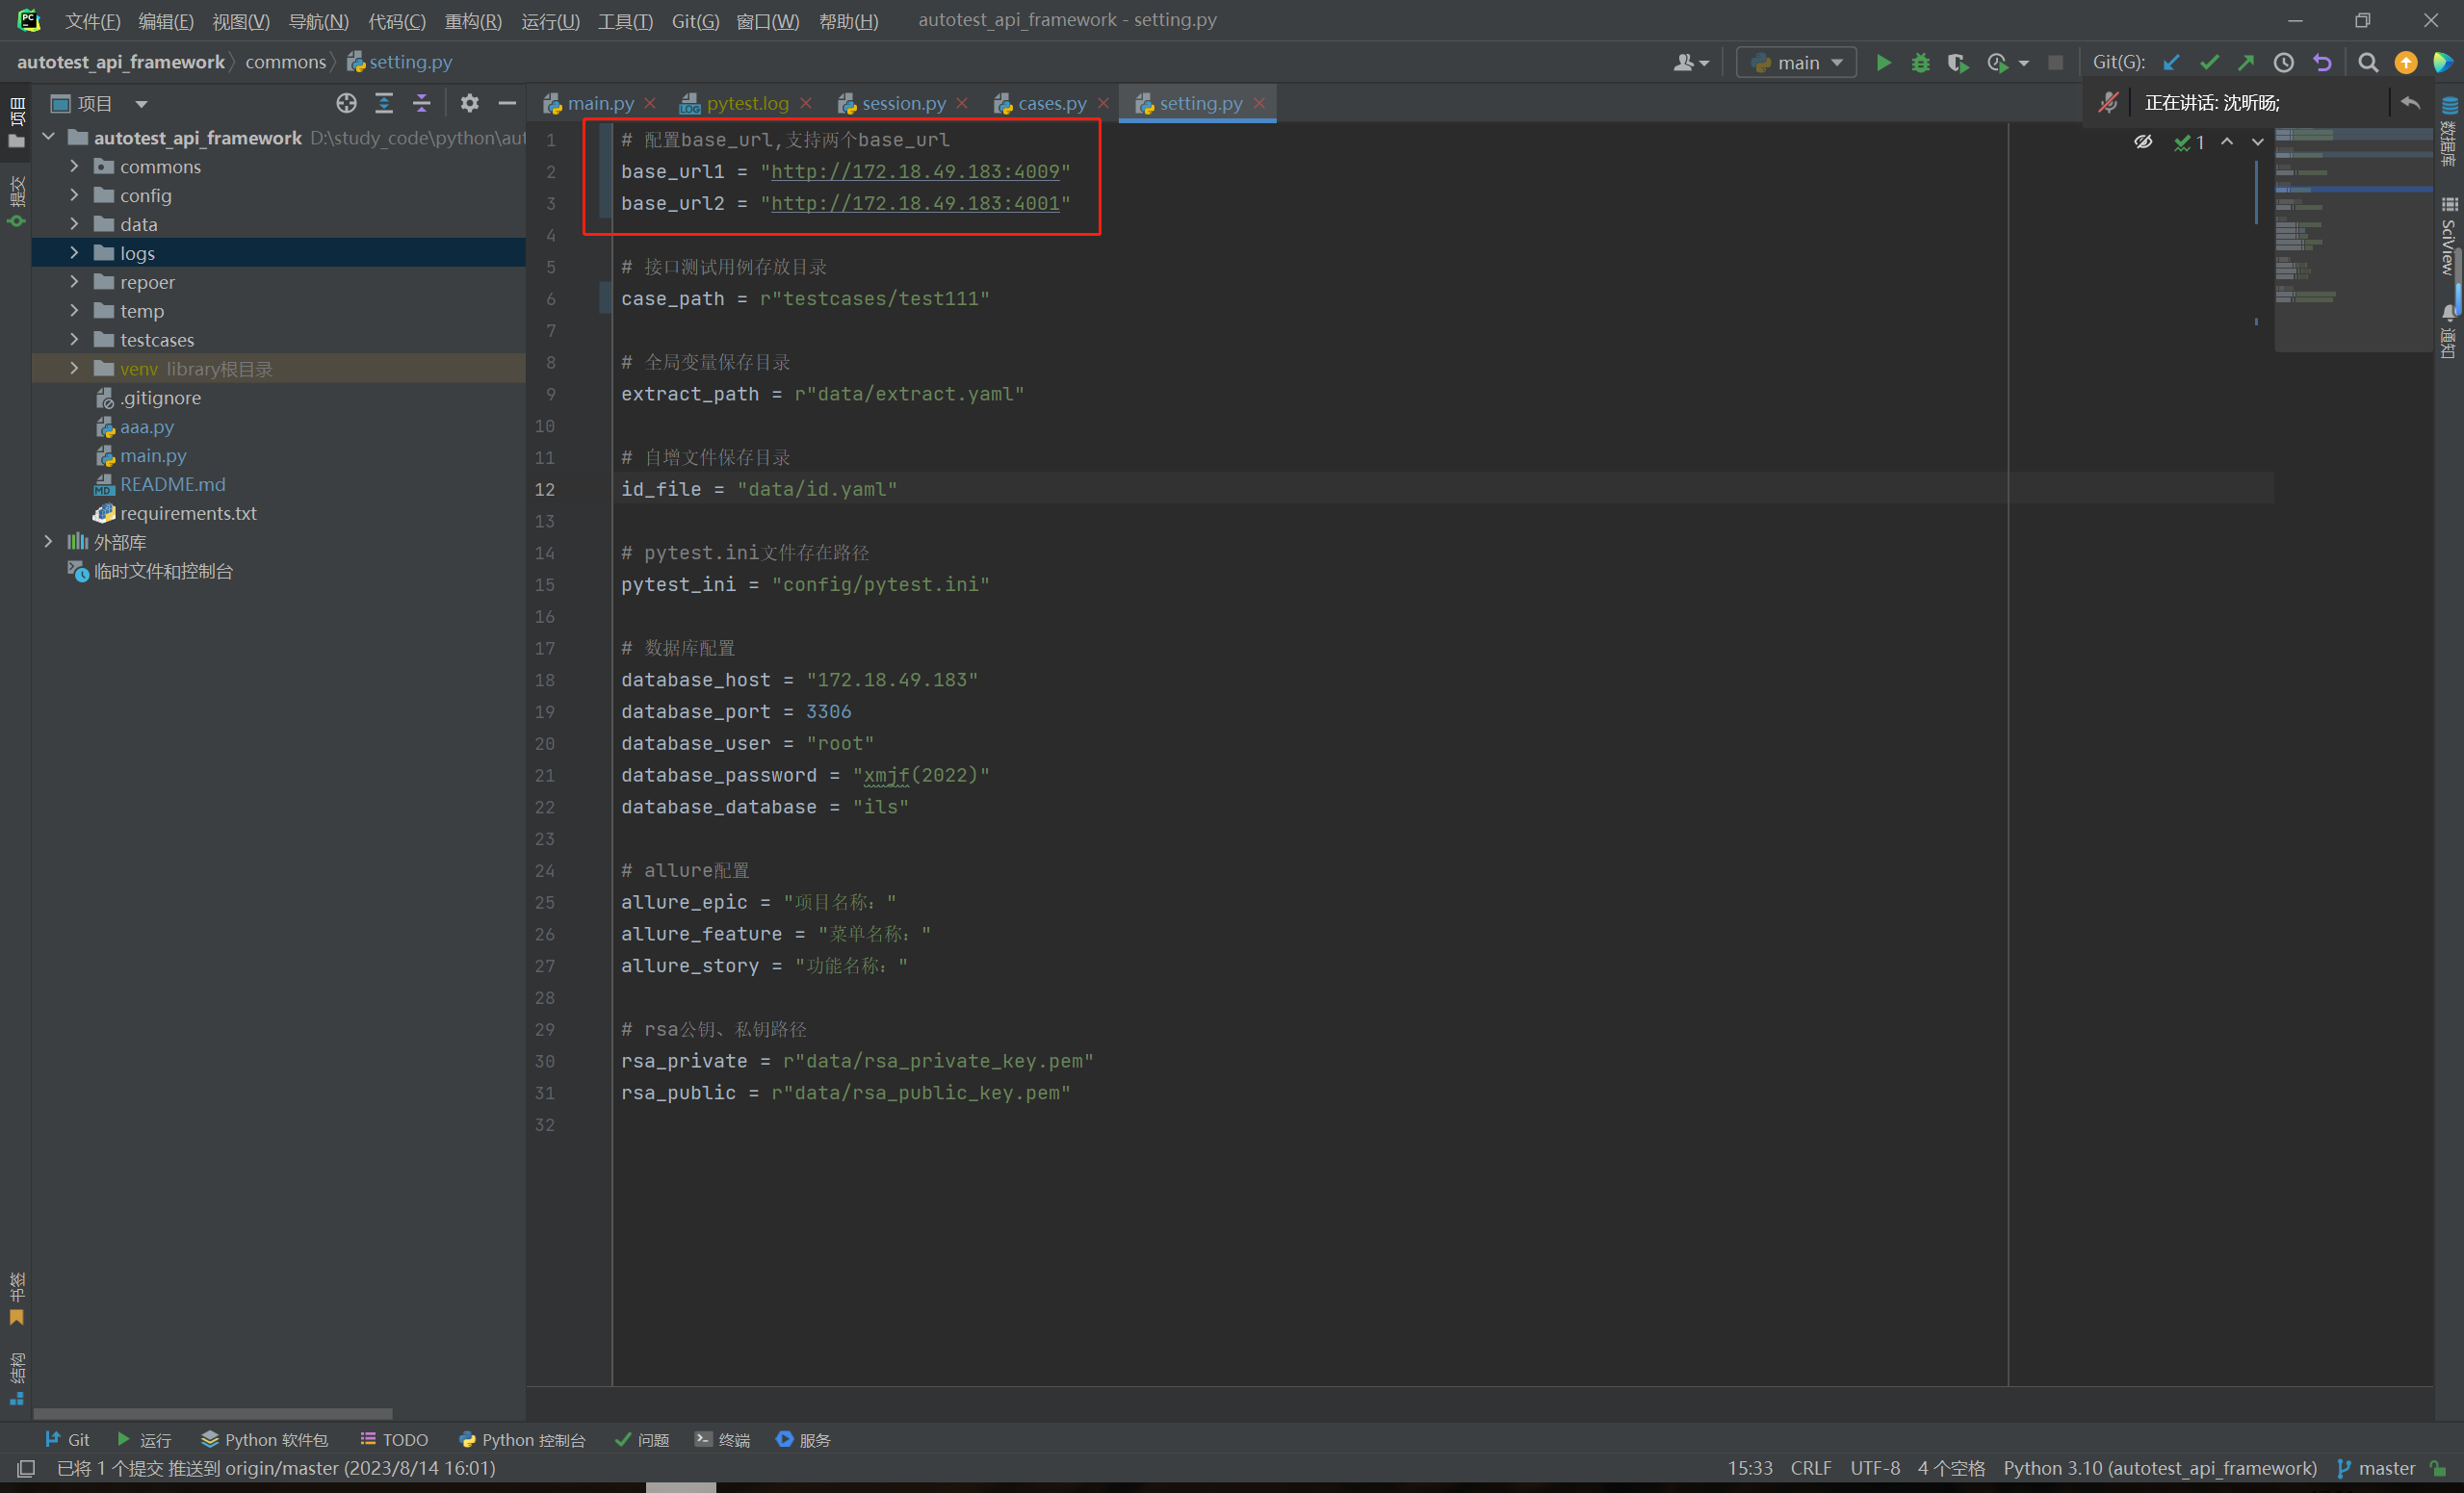 PC 文件(F) 编辑(E) 视图(V) 导航(N) 代码(C) 重构(R) 运行(U) 工具(T) Git(G) 窗口(W) 帮助(H) autotest_api_framework - setting.py
autotest_api_framework commons setting.py
main Git(G):
项目
main.py pytest.log session.py cases.py setting.py
正在讲话: 沈昕旸;
autotest_api_framework D:\study_code\python\aut
commons
config
data
logs
repoer
temp
testcases
venv library根目录
.gitignore
aaa.py
main.py
README.md
requirements.txt
外部库
临时文件和控制台
项目
提交
书签
结构
1 # 配置base_url,支持两个base_url
2 base_url1 = "http://172.18.49.183:4009"
3 base_url2 = "http://172.18.49.183:4001"
4
5 # 接口测试用例存放目录
6 case_path = r"testcases/test111"
7
8 # 全局变量保存目录
9 extract_path = r"data/extract.yaml"
10
11 # 自增文件保存目录
12 id_file = "data/id.yaml"
13
14 # pytest.ini文件存在路径
15 pytest_ini = "config/pytest.ini"
16
17 # 数据库配置
18 database_host = "172.18.49.183"
19 database_port = 3306
20 database_user = "root"
21 database_password = "xmjf(2022)"
22 database_database = "ils"
23
24 # allure配置
25 allure_epic = "项目名称："
26 allure_feature = "菜单名称："
27 allure_story = "功能名称："
28
29 # rsa公钥、私钥路径
30 rsa_private = r"data/rsa_private_key.pem"
31 rsa_public = r"data/rsa_public_key.pem"
32
1
数据库
SciView
通知
Git 运行 Python 软件包 TODO Python 控制台 问题 终端 服务
已将 1 个提交 推送到 origin/master (2023/8/14 16:01) 15:33 CRLF UTF-8 4 个空格 Python 3.10 (autotest_api_framework) master